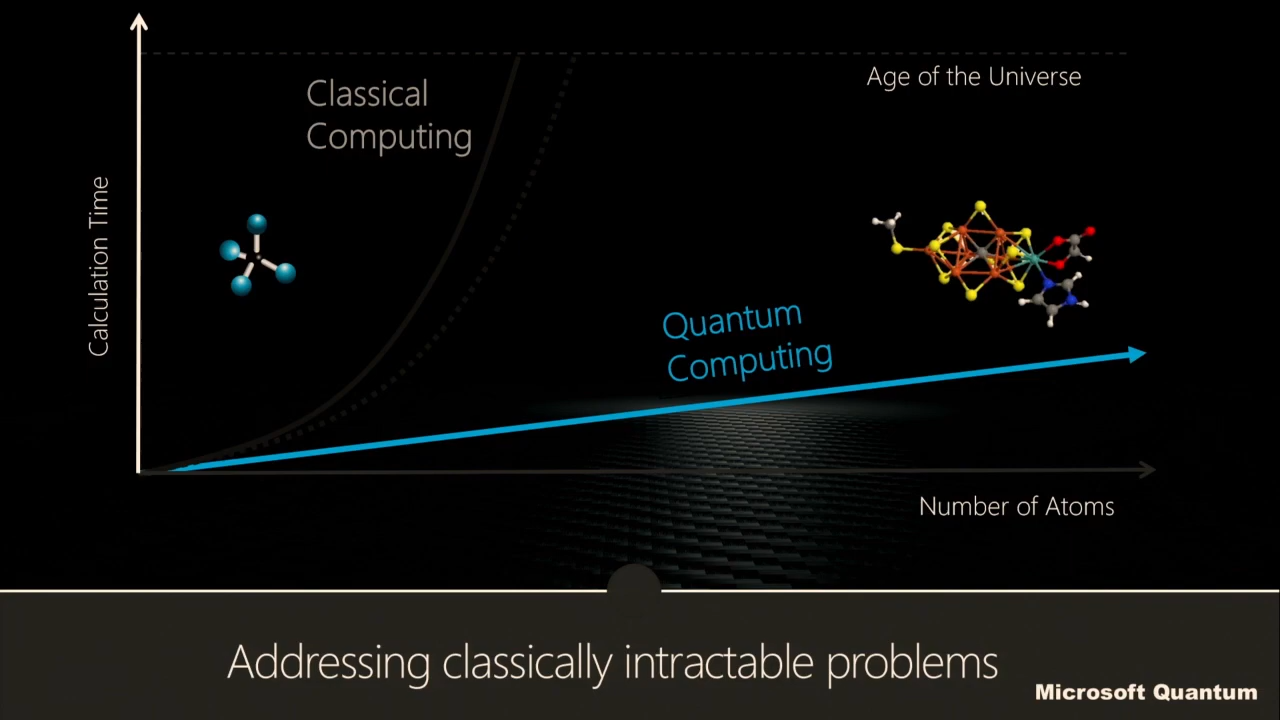 Classical
Computing
Age of the Universe
Calculation Time
Quantum
Computing
Number of Atoms
Addressing classically intractable problems
Microsoft Quantum